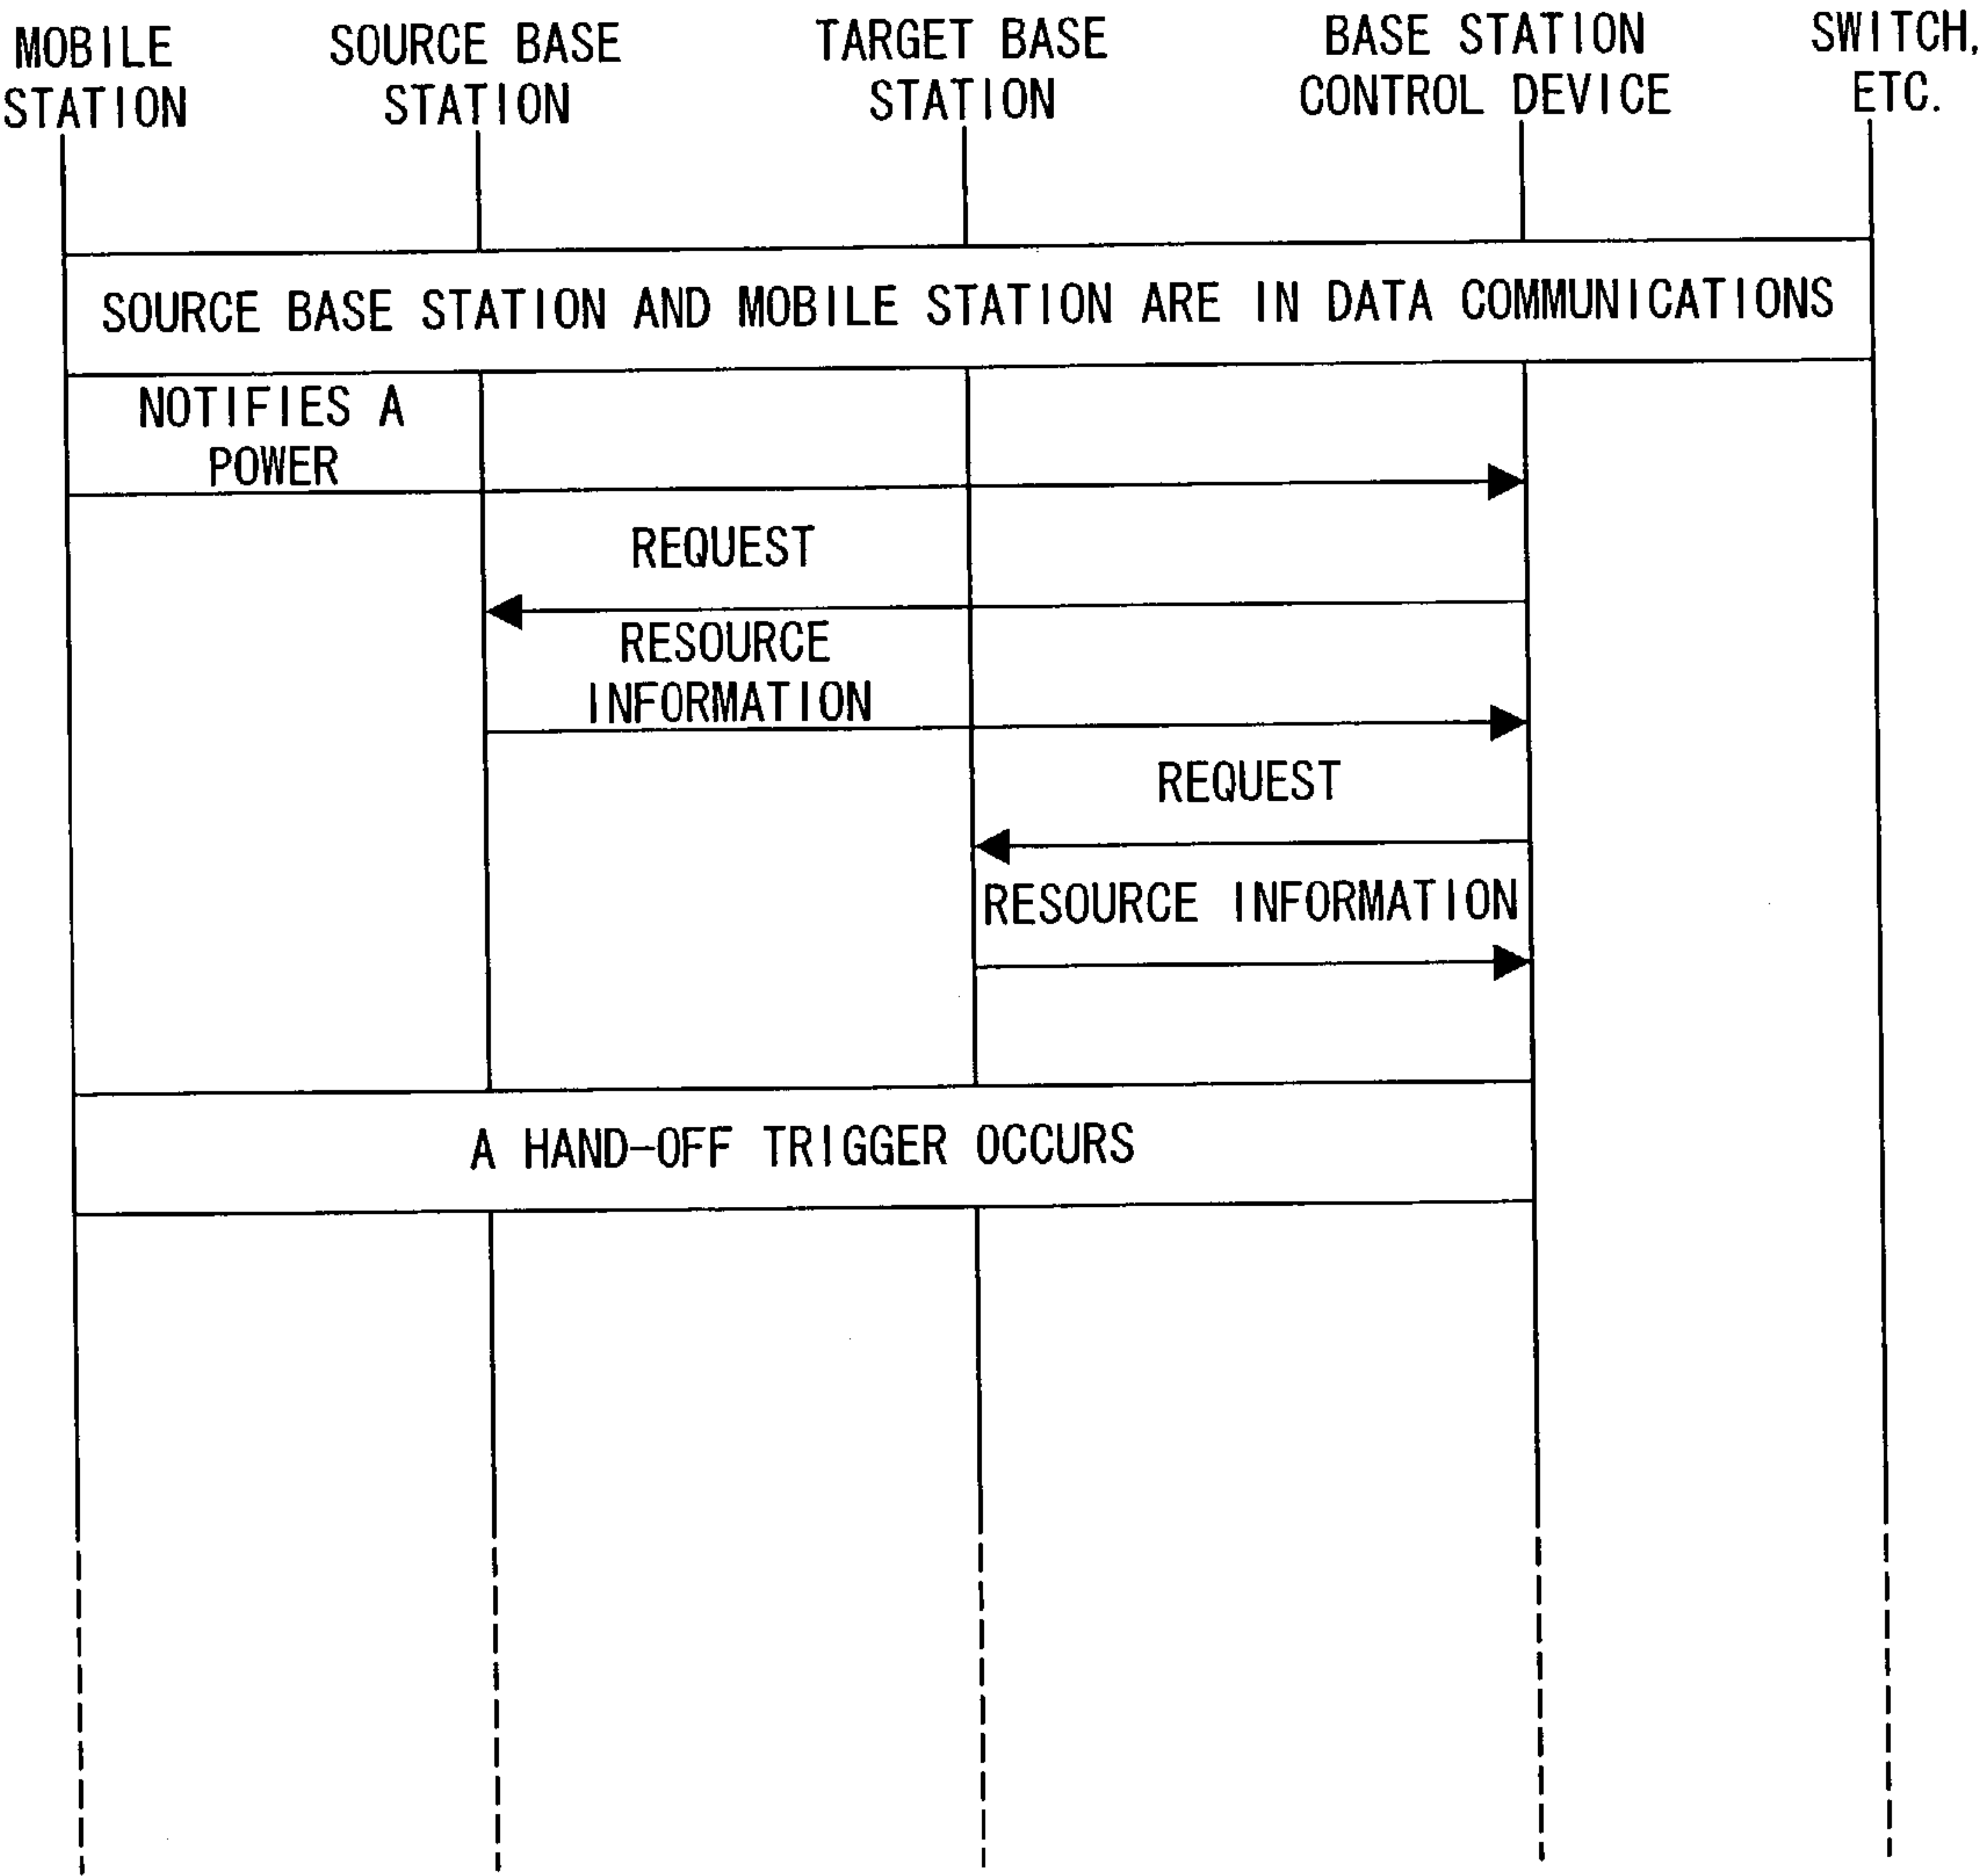 MOBILE
STATION
SOURCE BASE
STATION
TARGET BASE
STATION
BASE STATION
CONTROL DEVICE
SWITCH,
ETC.
SOURCE BASE STATION AND MOBILE STATION ARE IN DATA COMMUNICATIONS
NOTIFIES A
POWER
REQUEST
RESOURCE
INFORMATION
REQUEST
RESOURCE INFORMATION
A HAND-OFF TRIGGER OCCURS